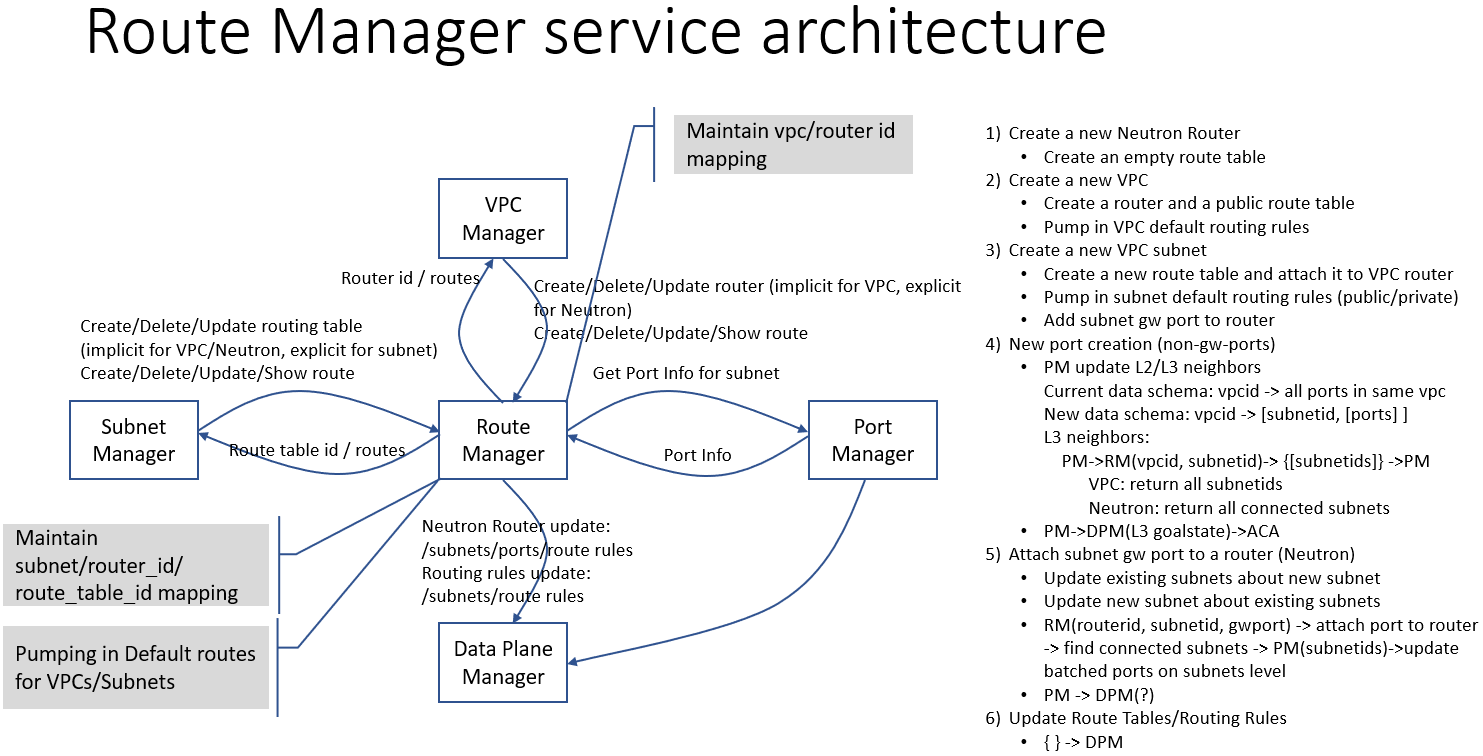 Route Manager service architecture
Maintain vpc/router id
mapping
VPC
Manager
Router id / routes
Create/Delete/Update router (implicit for VPC, explicit
for Neutron)
Create/Delete/Update/Show route
Create/Delete/Update routing table
(implicit for VPC/Neutron, explicit for subnet)
Create/Delete/Update/Show route
Get Port Info for subnet
Subnet
Manager
Route table id / routes
Route
Manager
Port Info
Port
Manager
Maintain
subnet/router_id/
route_table_id mapping
Neutron Router update:
/subnets/ports/route rules
Routing rules update:
/subnets/route rules
Pumping in Default routes
for VPCs/Subnets
Data Plane
Manager
1) Create a new Neutron Router
• Create an empty route table
2) Create a new VPC
• Create a router and a public route table
• Pump in VPC default routing rules
3) Create a new VPC subnet
• Create a new route table and attach it to VPC router
• Pump in subnet default routing rules (public/private)
• Add subnet gw port to router
4) New port creation (non-gw-ports)
• PM update L2/L3 neighbors
Current data schema: vpcid -> all ports in same vpc
New data schema: vpcid -> [subnetid, [ports] ]
L3 neighbors:
PM->RM(vpcid, subnetid)-> {[subnetids]} ->PM
VPC: return all subnetids
Neutron: return all connected subnets
• PM->DPM(L3 goalstate)->ACA
5) Attach subnet gw port to a router (Neutron)
• Update existing subnets about new subnet
• Update new subnet about existing subnets
• RM(routerid, subnetid, gwport) -> attach port to router
-> find connected subnets -> PM(subnetids)->update
batched ports on subnets level
• PM -> DPM(?)
6) Update Route Tables/Routing Rules
• { } -> DPM